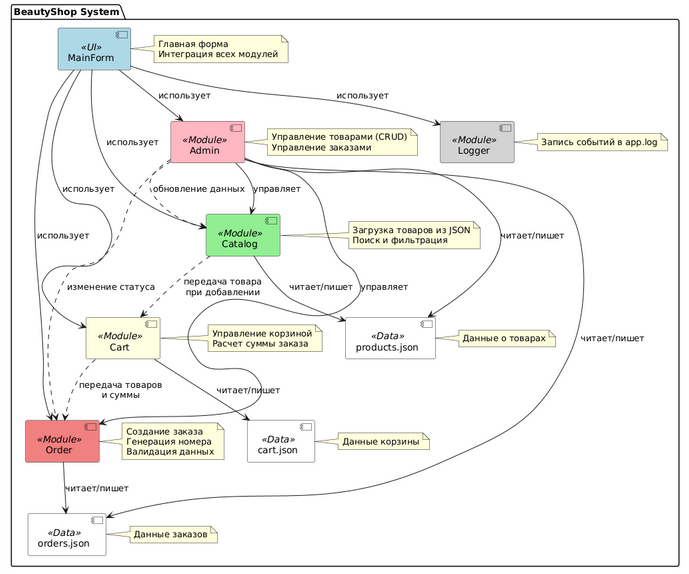 BeautyShop System
«UI»
MainForm
Главная форма
Интеграция всех модулей
использует
использует
«Module»
Admin
Управление товарами (CRUD)
Управление заказами
«Module»
Logger
Запись событий в app.log
использует
использует
обновление данных
управляет
использует
«Module»
Catalog
Загрузка товаров из JSON
Поиск и фильтрация
читает/пишет
изменение статуса
передача товара
при добавлении
читает/пишет
управляет
«Module»
Cart
Управление корзиной
Расчет суммы заказа
«Data»
products.json
Данные о товарах
читает/пишет
передача товаров
и суммы
читает/пишет
«Module»
Order
Создание заказа
Генерация номера
Валидация данных
«Data»
cart.json
Данные корзины
читает/пишет
«Data»
orders.json
Данные заказов